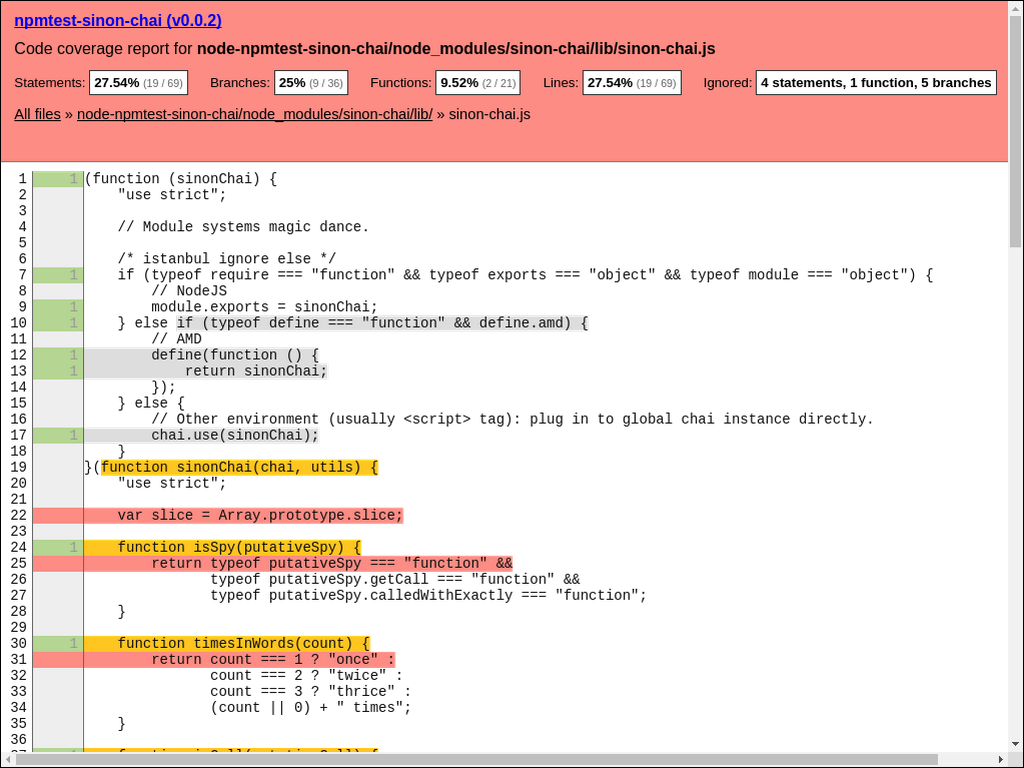 npmtest-sinon-chai (v0.0.2)
Code coverage report for node-npmtest-sinon-chai/node_modules/sinon-chai/lib/sinon-chai.js
Statements: 27.54% (19 / 69) Branches: 25% (9 / 36) Functions: 9.52% (2 / 21) Lines: 27.54% (19 / 69) Ignored: 4 statements, 1 function, 5 branches
All files » node-npmtest-sinon-chai/node_modules/sinon-chai/lib/ » sinon-chai.js
1 1 (function (sinonChai) {
2 "use strict";
3
4 // Module systems magic dance.
5
6 /* istanbul ignore else */
7 1 if (typeof require === "function" && typeof exports === "object" && typeof module === "object") {
8 // NodeJS
9 1 module.exports = sinonChai;
10 1 } else if (typeof define === "function" && define.amd) {
11 // AMD
12 1 define(function () {
13 1 return sinonChai;
14 });
15 } else {
16 // Other environment (usually <script> tag): plug in to global chai instance directly.
17 1 chai.use(sinonChai);
18 }
19 }(function sinonChai(chai, utils) {
20 "use strict";
21
22 var slice = Array.prototype.slice;
23
24 1 function isSpy(putativeSpy) {
25 return typeof putativeSpy === "function" &&
26 typeof putativeSpy.getCall === "function" &&
27 typeof putativeSpy.calledWithExactly === "function";
28 }
29
30 1 function timesInWords(count) {
31 return count === 1 ? "once" :
32 count === 2 ? "twice" :
33 count === 3 ? "thrice" :
34 (count || 0) + " times";
35 }
36